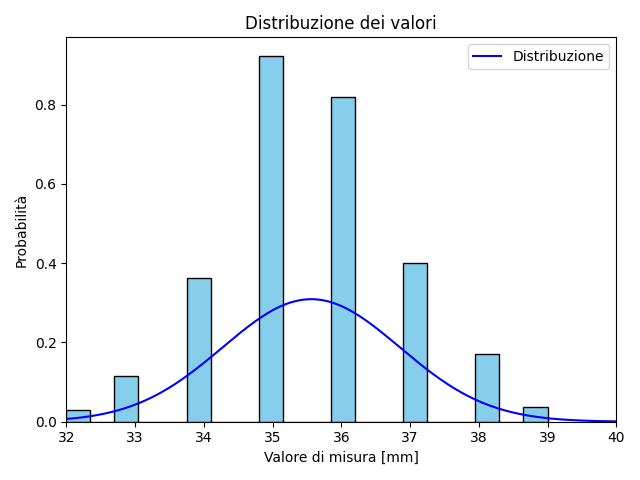 Distribuzione dei valori
Distribuzione
Probabilità
0.8
0.6
0.4
0.2
0.0
32 33 34 35 36 37 38 39 40
Valore di misura [mm]